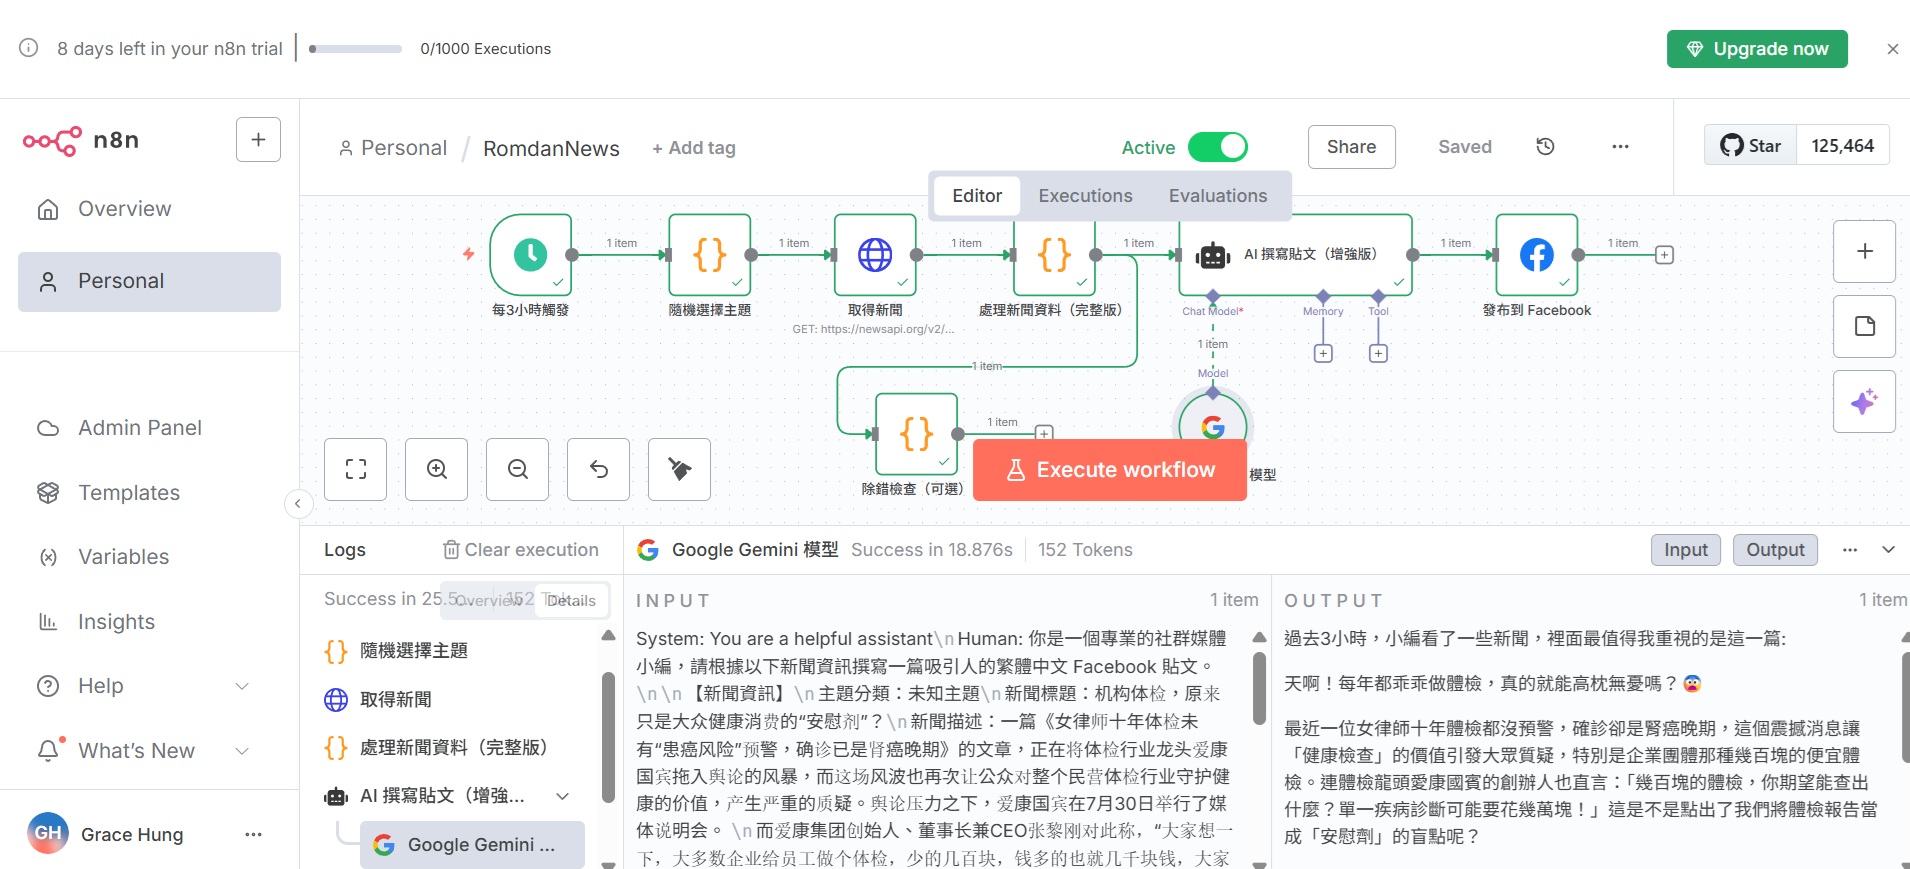 8 days left in your n8n trial
0/1000 Executions
Upgrade now
n8n
Personal / RomdanNews
+ Add tag
Active
Share
Saved
Star
125,464
Overview
Personal
Admin Panel
Templates
Variables
Insights
Help
What's New
GH
Grace Hung
Editor
Executions
Evaluations
1 item
1 item
1 item
1 item
1 item
1 item
AI 撰寫貼文（增強版）
每3小時觸發
隨機選擇主題
取得新聞
GET: https://newsapi.org/v2/...
處理新聞資料（完整版）
Chat Model*
Memory
Tool
發布到 Facebook
1 item
1 item
Model
1 item
除錯檢查（可選）
Execute workflow
模型
Logs
Clear execution
Google Gemini 模型
Success in 18.876s
152 Tokens
Input
Output
Success in 25.5
Overview
Details
隨機選擇主題
取得新聞
處理新聞資料（完整版）
AI 撰寫貼文（增強...
Google Gemini ...
INPUT
1 item
System: You are a helpful assistant\nHuman: 你是一個專業的社群媒體
小編，請根據以下新聞資訊撰寫一篇吸引人的繁體中文 Facebook 貼文。
\n\n【新聞資訊】\n主題分類：未知主題\n新聞標題：机构体检，原来
只是大众健康消费的“安慰剂”？\n新聞描述：一篇《女律师十年体检未
有“患癌风险”预警，确诊已是肾癌晚期》的文章，正在将体检行业龙头爱康
国宾拖入舆论的风暴，而这场风波也再次让公众对整个民营体检行业守护健
康的价值，产生严重的质疑。舆论压力之下，爱康国宾在7月30日举行了媒
体说明会。 \n而爱康集团创始人、董事长兼CEO张黎刚对此称，“大家想一
下，大多数企业给员工做个体检，少的几百块，钱多的也就几千块钱，大家
OUTPUT
1 item
過去3小時，小編看了一些新聞，裡面最值得我重視的是這一篇:
天啊！每年都乖乖做體檢，真的就能高枕無憂嗎？😨
最近一位女律師十年體檢都沒預警，確診卻是腎癌晚期，這個震撼消息讓
「健康檢查」的價值引發大眾質疑，特別是企業團體那種幾百塊的便宜體
檢。連體檢龍頭愛康國賓的創辦人也直言：「幾百塊的體檢，你期望能查出
什麼？單一疾病診斷可能要花幾萬塊！」這是不是點出了我們將體檢報告當
成「安慰劑」的盲點呢？